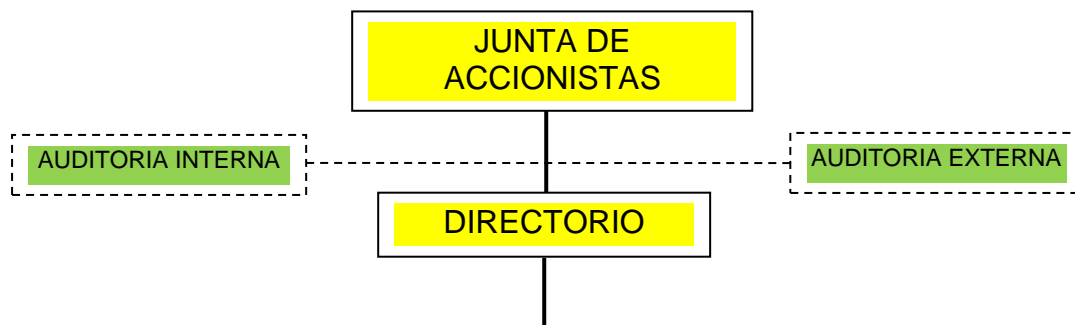 JUNTA DE
ACCIONISTAS
AUDITORIA INTERNA
AUDITORIA EXTERNA
DIRECTORIO